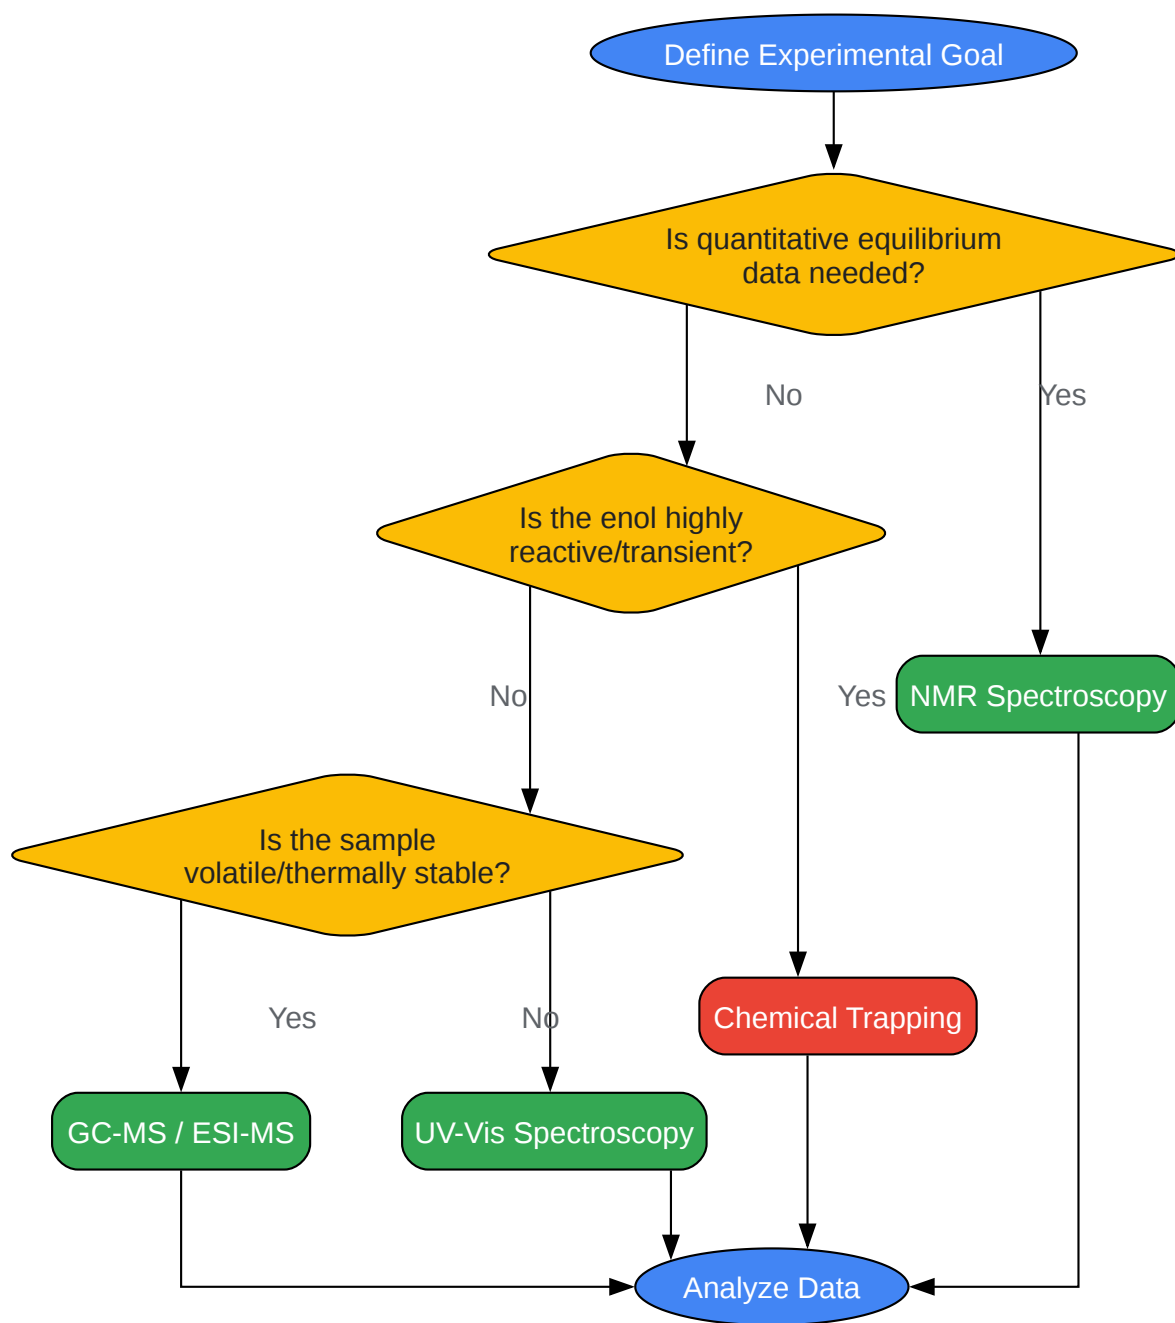 Define Experimental Goal
Is quantitative equilibrium
data needed?
No
Yes
Is the enol highly
reactive/transient?
No
Yes
NMR Spectroscopy
Is the sample
volatile/thermally stable?
Yes
No
Chemical Trapping
GC-MS / ESI-MS
UV-Vis Spectroscopy
Analyze Data